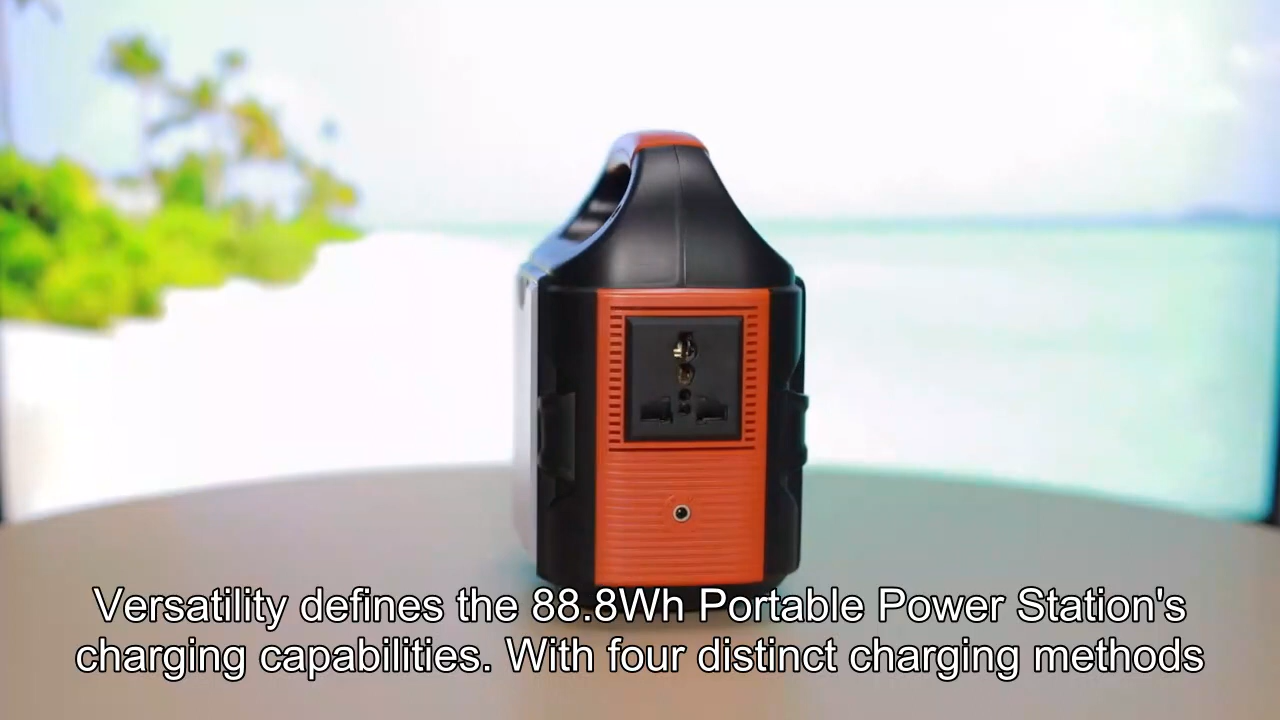 Versatility defines the 88.8Wh Portable Power Station's
charging capabilities. With four distinct charging methods